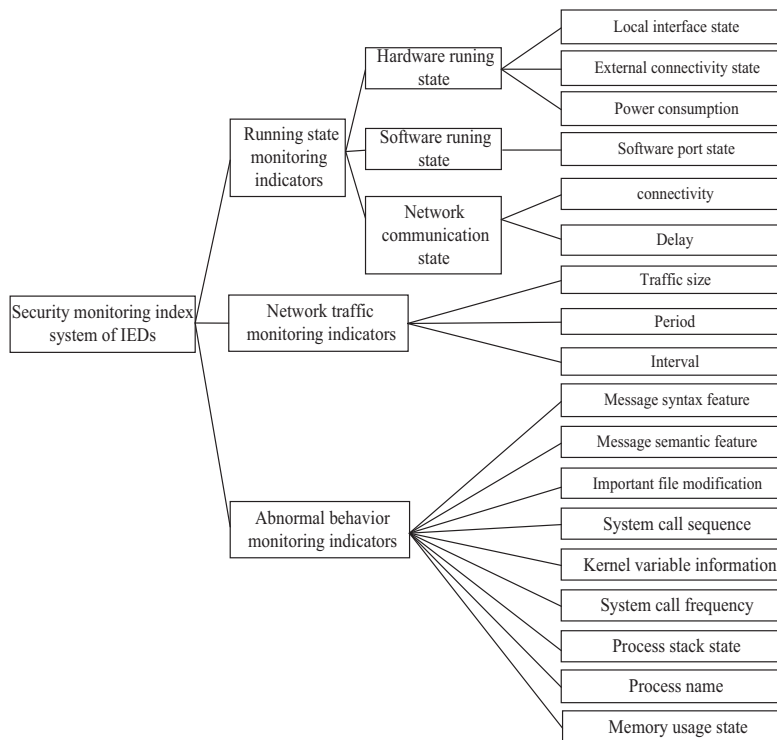 Security monitoring index
system of IEDs
Running state
monitoring
indicators
Hardware runing
state
Local interface state
External connectivity state
Power consumption
Software runing
state
Software port state
Network
communication
state
connectivity
Delay
Network traffic
monitoring indicators
Traffic size
Period
Interval
Abnormal behavior
monitoring indicators
Message syntax feature
Message semantic feature
Important file modification
System call sequence
Kernel variable information
System call frequency
Process stack state
Process name
Memory usage state